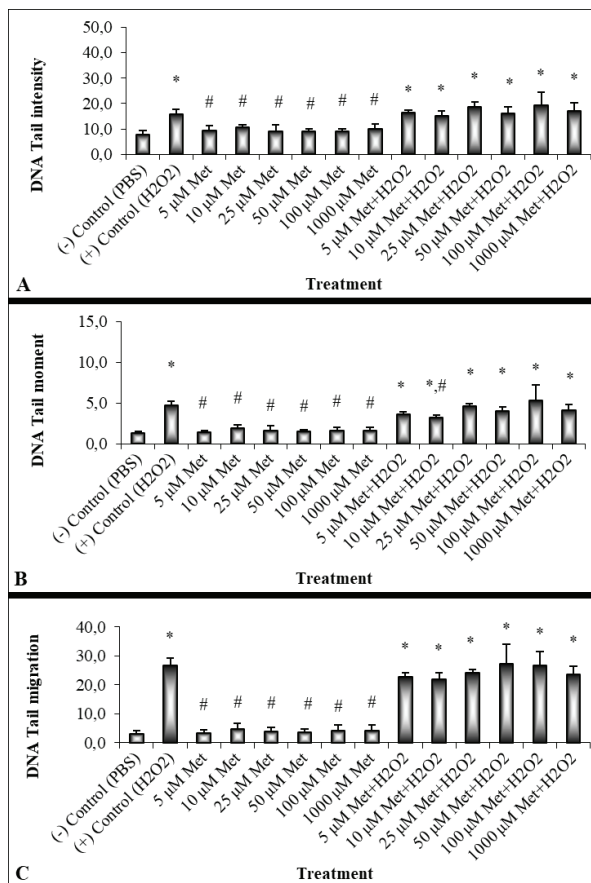 DNA Tail intensity
50,0
40,0
30,0
20,0
10,0
0,0
* # # # # # # * * * * * *
(-) Control (PBS)
(+) Control (H2O2)
5 µM Met
10 µM Met
25 µM Met
50 µM Met
100 µM Met
1000 µM Met
5 µM Met+H2O2
10 µM Met+H2O2
25 µM Met+H2O2
50 µM Met+H2O2
100 µM Met+H2O2
1000 µM Met+H2O2
A
Treatment
DNA Tail moment
15,0
10,0
5,0
0,0
* # # # # # # * *,# * * * *
(-) Control (PBS)
(+) Control (H2O2)
5 µM Met
10 µM Met
25 µM Met
50 µM Met
100 µM Met
1000 µM Met
5 µM Met+H2O2
10 µM Met+H2O2
25 µM Met+H2O2
50 µM Met+H2O2
100 µM Met+H2O2
1000 µM Met+H2O2
B
Treatment
DNA Tail migration
50,0
40,0
30,0
20,0
10,0
0,0
* # # # # # # * * * * * *
(-) Control (PBS)
(+) Control (H2O2)
5 µM Met
10 µM Met
25 µM Met
50 µM Met
100 µM Met
1000 µM Met
5 µM Met+H2O2
10 µM Met+H2O2
25 µM Met+H2O2
50 µM Met+H2O2
100 µM Met+H2O2
1000 µM Met+H2O2
C
Treatment